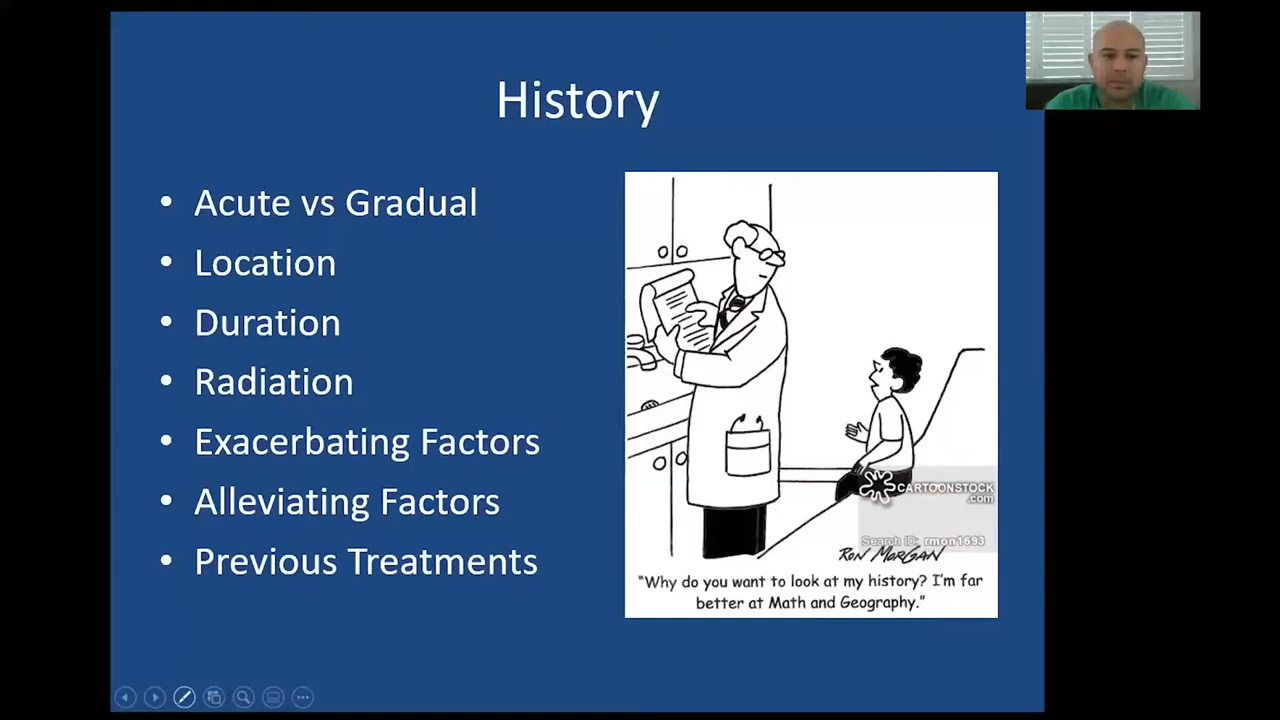 History
• Acute vs Gradual
• Location
• Duration
• Radiation
• Exacerbating Factors
• Alleviating Factors
• Previous Treatments
CARTOONSTOCK
.com
Search ID: rmon1693
RON MORGAN
"Why do you want to look at my history? I'm far
better at Math and Geography."